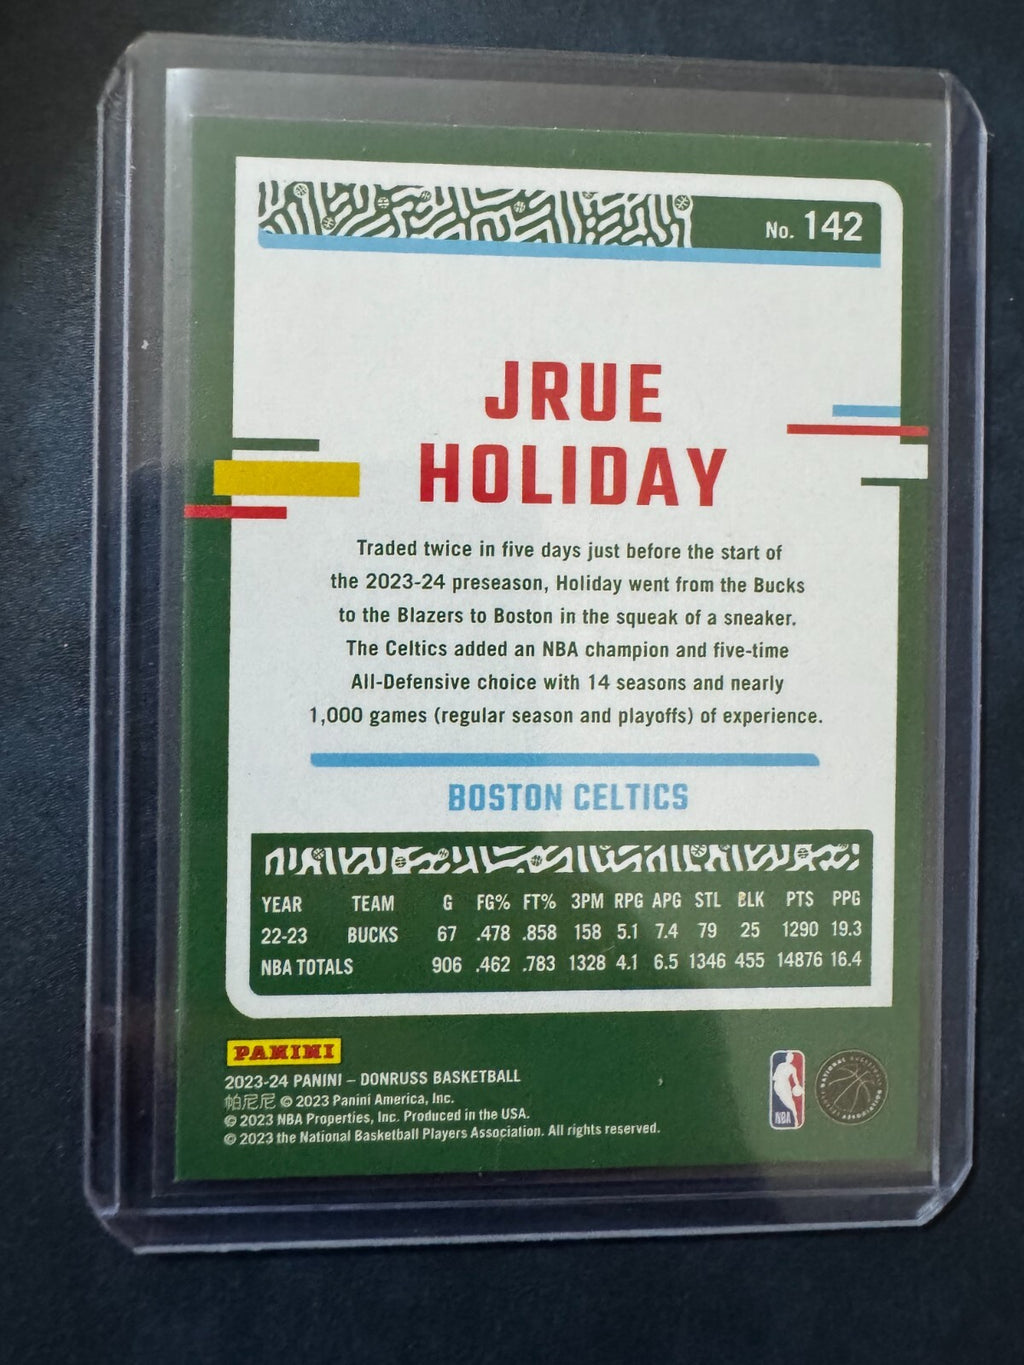 No. 142
JRUE
HOLIDAY
Traded twice in five days just before the start of
the 2023-24 preseason, Holiday went from the Bucks
to the Blazers to Boston in the squeak of a sneaker.
The Celtics added an NBA champion and five-time
All-Defensive choice with 14 seasons and nearly
1,000 games (regular season and playoffs) of experience.
BOSTON CELTICS
YEAR TEAM G FG% FT% 3PM RPG APG STL BLK PTS PPG
22-23 BUCKS 67 .478 .858 158 5.1 7.4 79 25 1290 19.3
NBA TOTALS 906 .462 .783 1328 4.1 6.5 1346 455 14876 16.4
PANINI
2023-24 PANINI – DONRUSS BASKETBALL
帕尼尼 © 2023 Panini America, Inc.
© 2023 NBA Properties, Inc. Produced in the USA.
© 2023 the National Basketball Players Association. All rights reserved.
NBA